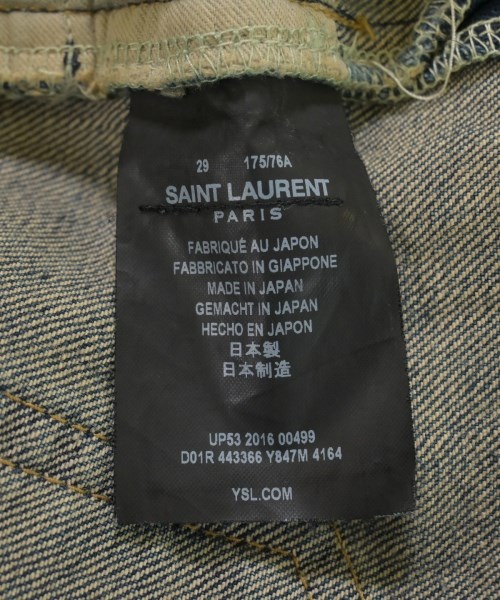 29 175/76A
SAINT LAURENT
PARIS
FABRIQUÉ AU JAPON
FABBRICATO IN GIAPPONE
MADE IN JAPAN
GEMACHT IN JAPAN
HECHO EN JAPON
日本製
日本制造
UP53 2016 00499
D01R 443366 Y847M 4164
YSL.COM